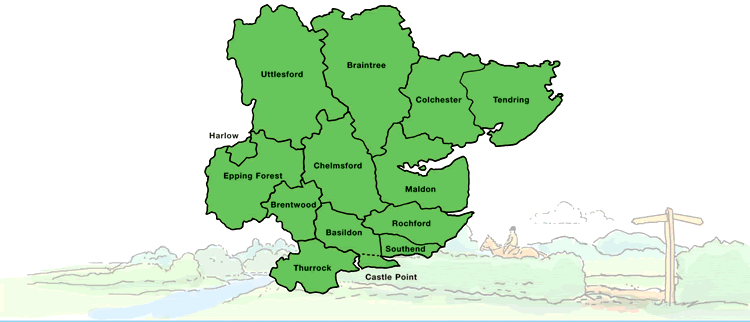 Uttlesford
Braintree
Colchester
Tendring
Harlow
Chelmsford
Epping Forest
Maldon
Brentwood
Rochford
Basildon
Southend
Thurrock
Castle Point